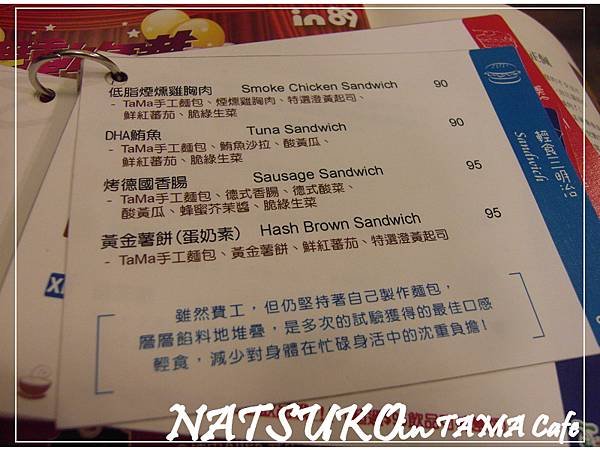 in 89
低脂煙燻雞胸肉 Smoke Chicken Sandwich 90
- TaMa手工麵包、煙燻雞胸肉、特選澄黃起司、
鮮紅蕃茄、脆綠生菜
DHA鮪魚 Tuna Sandwich 90
- TaMa手工麵包、鮪魚沙拉、酸黃瓜、
鮮紅蕃茄、脆綠生菜
烤德國香腸 Sausage Sandwich 95
- TaMa手工麵包、德式香腸、德式酸菜、
酸黃瓜、蜂蜜芥茉醬、脆綠生菜
黃金薯餅(蛋奶素) Hash Brown Sandwich 95
- TaMa手工麵包、黃金薯餅、鮮紅蕃茄、特選澄黃起司
雖然費工，但仍堅持著自己製作麵包，
層層餡料地堆疊，是多次的試驗獲得的最佳口感
輕食，減少對身體在忙碌身活中的沈重負擔!
輕食三明治
Sandwich
NATSUKO in TAMA Cafe